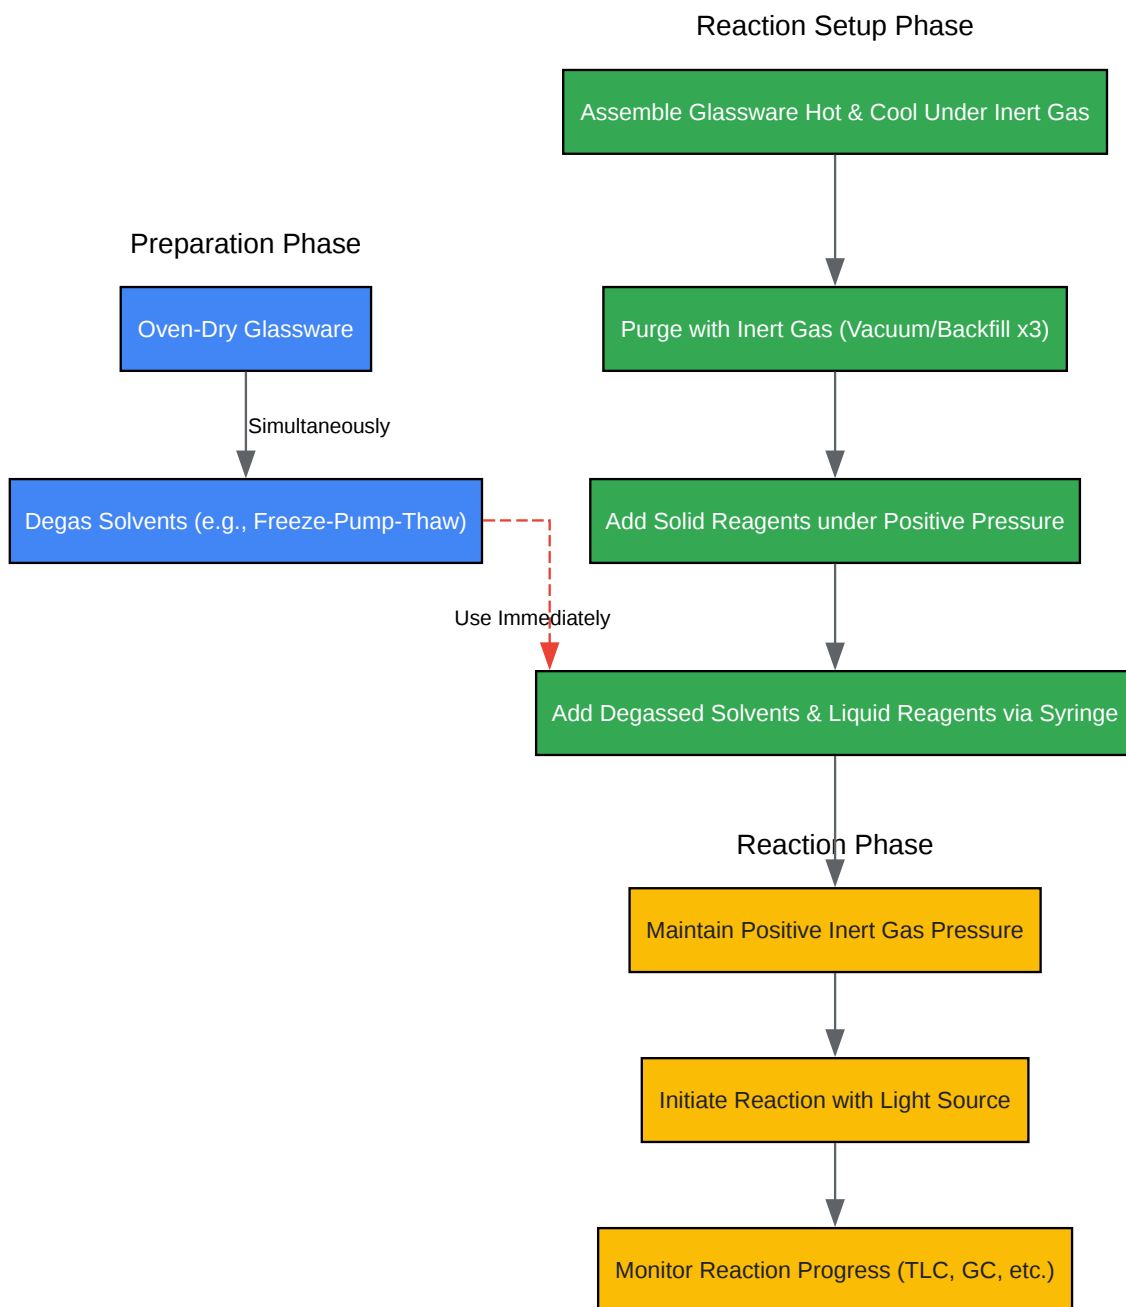 Reaction Setup Phase
Assemble Glassware Hot & Cool Under Inert Gas
Preparation Phase
Oven-Dry Glassware
Purge with Inert Gas (Vacuum/Backfill x3)
Simultaneously
Degas Solvents (e.g., Freeze-Pump-Thaw)
Add Solid Reagents under Positive Pressure
Use Immediately
Add Degassed Solvents & Liquid Reagents via Syringe
Reaction Phase
Maintain Positive Inert Gas Pressure
Initiate Reaction with Light Source
Monitor Reaction Progress (TLC, GC, etc.)